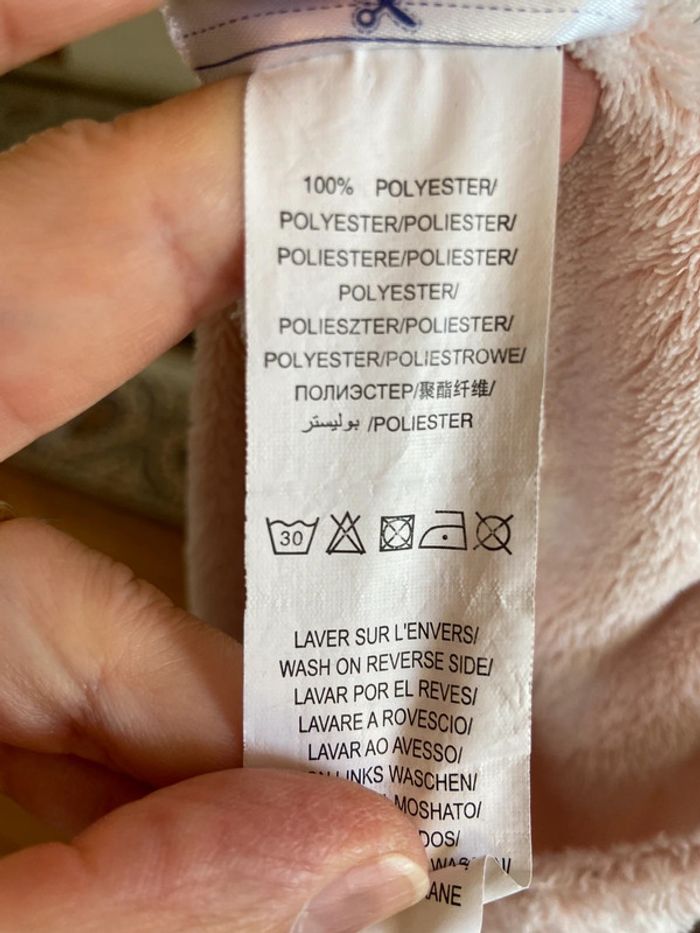 100% POLYESTER/
POLYESTER/POLIESTER/
POLIESTERE/POLIESTER/
POLYESTER/
POLIESZTER/POLIESTER/
POLYESTER/POLIESTROWE/
ПОЛИЭСТЕР/聚酯纤维/
بوليستر /POLIESTER
30
LAVER SUR L'ENVERS/
WASH ON REVERSE SIDE/
LAVAR POR EL REVES/
LAVARE A ROVESCIO/
LAVAR AO AVESSO/
LINKS WASCHEN/
MOSHATO/